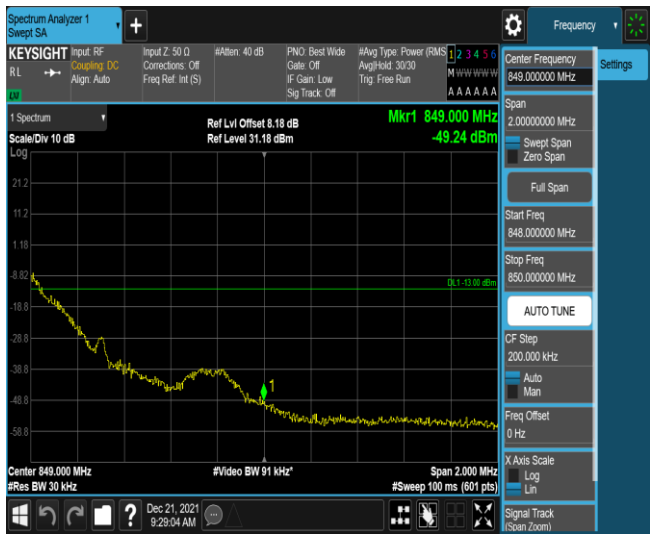 Spectrum Analyzer 1
Swept SA
Frequency
KEYSIGHT
Input: RF
Input Z: 50 Ω
#Atten: 40 dB
PNO: Best Wide
#Avg Type: Power (RMS
1 2 3 4 5 6
RL
Coupling: DC
Corrections: Off
Gate: Off
Avg|Hold: 30/30
M W W W W W
Align: Auto
Freq Ref: Int (S)
IF Gain: Low
Trig: Free Run
Sig Track: Off
A A A A A A
LXI
1 Spectrum
Ref Lvl Offset 8.18 dB
Mkr1 849.000 MHz
Scale/Div 10 dB
Ref Level 31.18 dBm
-49.24 dBm
Log
21.2
11.2
1.18
-8.82
DL1 -13.00 dBm
-18.8
-28.8
-38.8
1
-48.8
-58.8
Center 849.000 MHz
#Video BW 91 kHz*
Span 2.000 MHz
#Res BW 30 kHz
#Sweep 100 ms (601 pts)
?
Dec 21, 2021
9:29:04 AM
Center Frequency
849.000000 MHz
Settings
Span
2.00000000 MHz
Swept Span
Zero Span
Full Span
Start Freq
848.000000 MHz
Stop Freq
850.000000 MHz
AUTO TUNE
CF Step
200.000 kHz
Auto
Man
Freq Offset
0 Hz
X Axis Scale
Log
Lin
Signal Track
(Span Zoom)